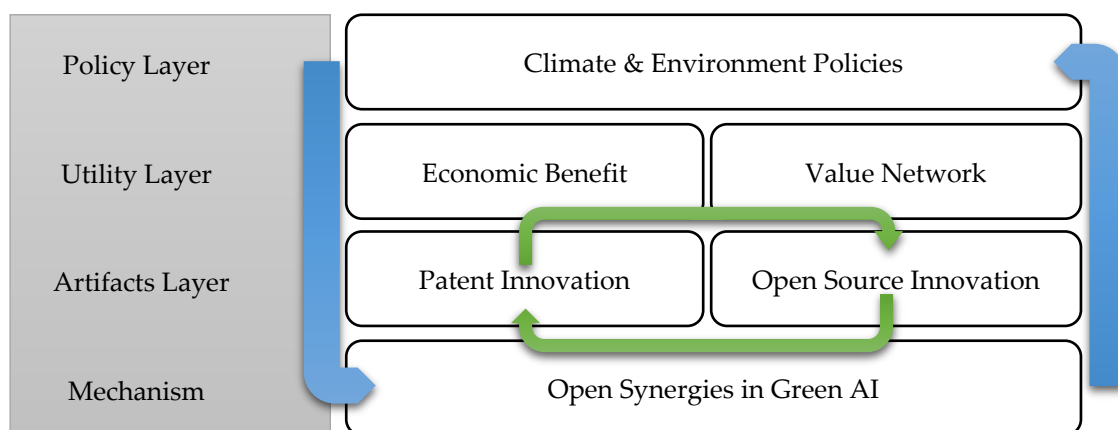 Policy Layer
Climate & Environment Policies
Utility Layer
Economic Benefit
Value Network
Artifacts Layer
Patent Innovation
Open Source Innovation
Mechanism
Open Synergies in Green AI